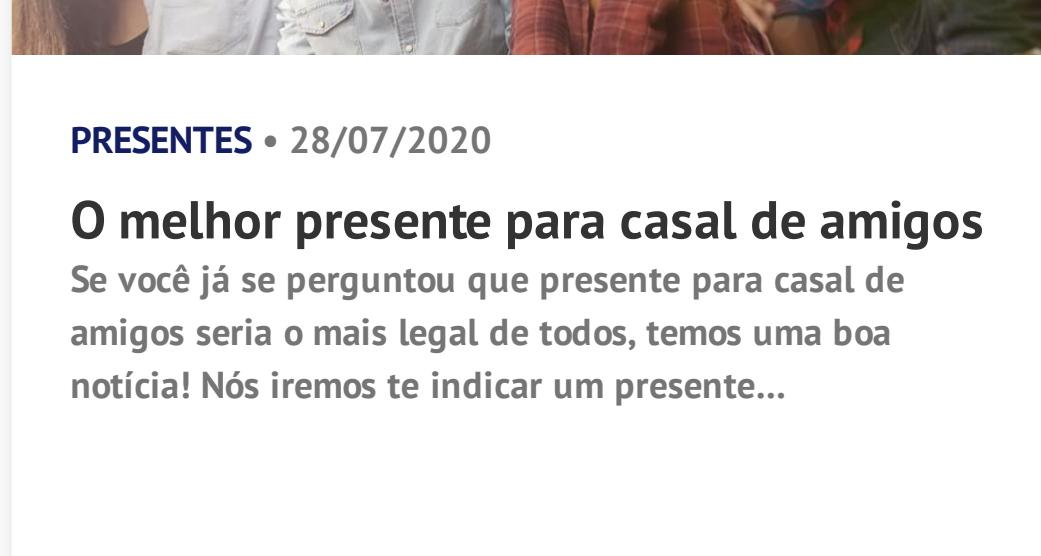 PRESENTES • 28/07/2020
O melhor presente para casal de amigos
Se você já se perguntou que presente para casal de
amigos seria o mais legal de todos, temos uma boa
notícia! Nós iremos te indicar um presente...